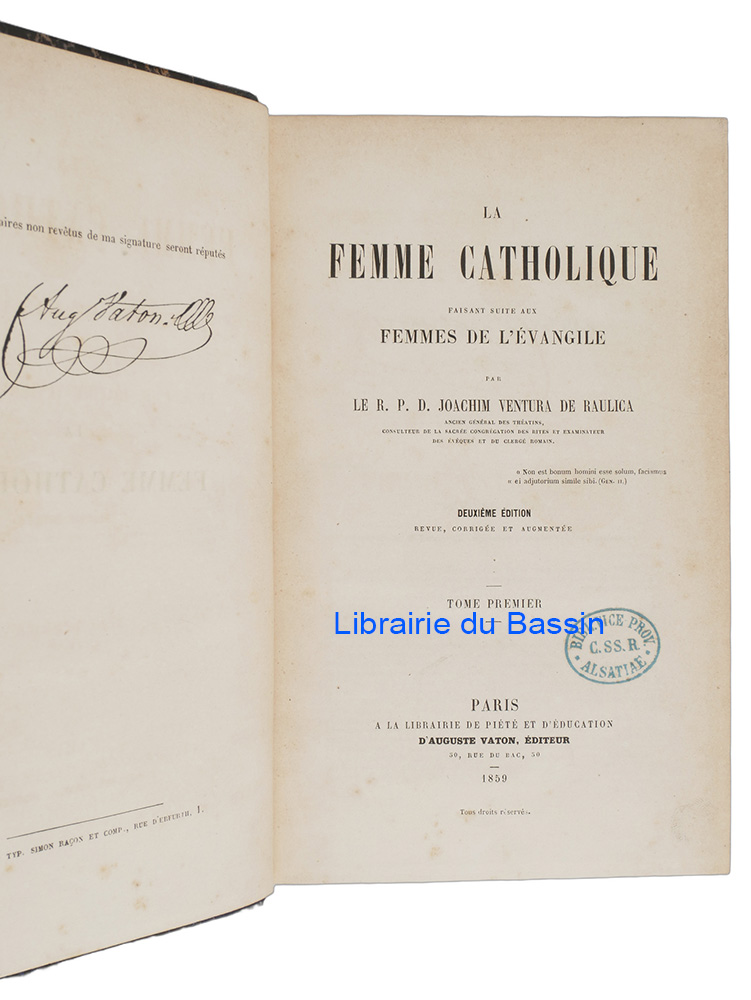 aires non revêtus de ma signature seront réputés
Aug Vaton
TYP. SIMON RAÇON ET COMP., RUE D'ERFURTH, 1.
LA
FEMME CATHOLIQUE
FAISANT SUITE AUX
FEMMES DE L'ÉVANGILE
PAR
LE R. P. D. JOACHIM VENTURA DE RAULICA
ANCIEN GÉNÉRAL DES THÉATINS,
CONSULTEUR DE LA SACRÉE CONGRÉGATION DES RITES ET EXAMINATEUR
DES ÉVÊQUES ET DU CLERGÉ ROMAIN.
« Non est bonum homini esse solum, faciamus
« ei adjutorium simile sibi. (GEN. II.)
DEUXIÈME ÉDITION
REVUE, CORRIGÉE ET AUGMENTÉE
TOME PREMIER
Librairie du Bassin
C.SS.R.
ALSATIAE
PARIS
A LA LIBRAIRIE DE PIÉTÉ ET D'ÉDUCATION
D'AUGUSTE VATON, ÉDITEUR
50, RUE DU BAC, 50
1859
Tous droits réservés.